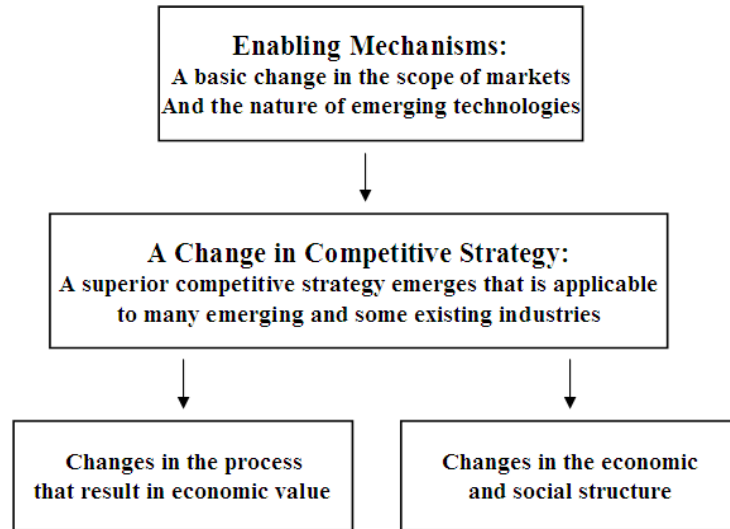 Enabling Mechanisms:
A basic change in the scope of markets
And the nature of emerging technologies
A Change in Competitive Strategy:
A superior competitive strategy emerges that is applicable
to many emerging and some existing industries
Changes in the process
that result in economic value
Changes in the economic
and social structure